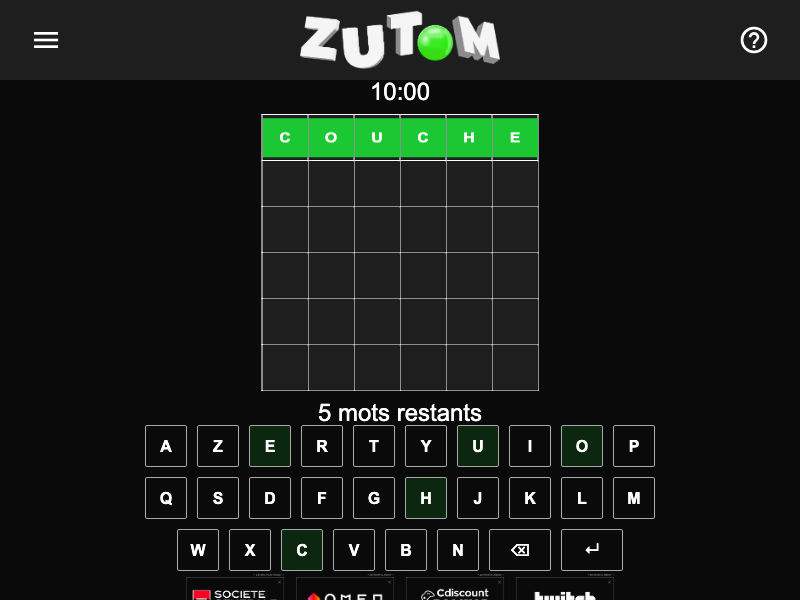 ZUTOM
10:00
C O U C H E
5 mots restants
A Z E R T Y U I O P
Q S D F G H J K L M
W X C V B N
SOCIETE OMEN Cdiscount twitch